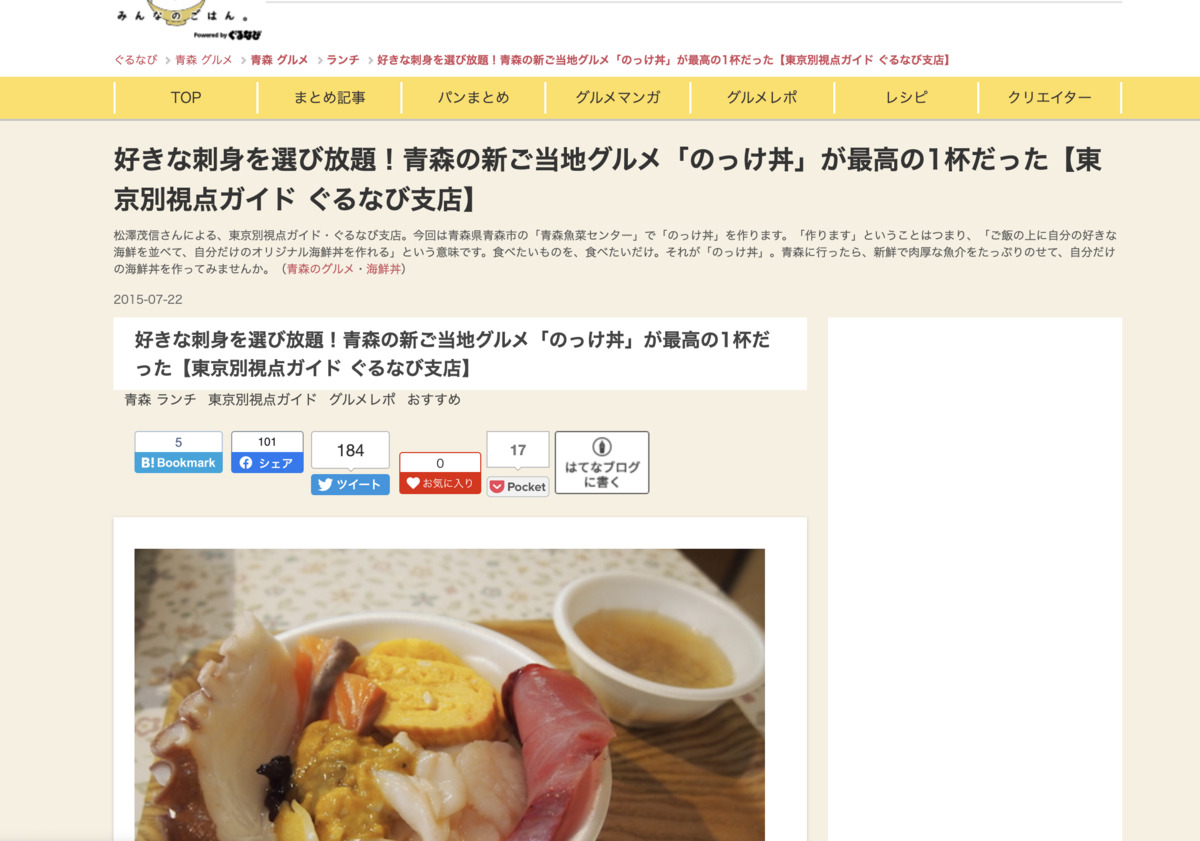 みんなのごはん。
Powered by ぐるなび
ぐるなび > 青森 グルメ > 青森 グルメ > ランチ > 好きな刺身を選び放題！青森の新ご当地グルメ「のっけ丼」が最高の1杯だった【東京別視点ガイド ぐるなび支店】
TOP まとめ記事 パンまとめ グルメマンガ グルメレポ レシピ クリエイター
好きな刺身を選び放題！青森の新ご当地グルメ「のっけ丼」が最高の1杯だった【東
京別視点ガイド ぐるなび支店】
松澤茂信さんによる、東京別視点ガイド・ぐるなび支店。今回は青森県青森市の「青森魚菜センター」で「のっけ丼」を作ります。「作ります」ということはつまり、「ご飯の上に自分の好きな
海鮮を並べて、自分だけのオリジナル海鮮丼を作れる」という意味です。食べたいものを、食べたいだけ。それが「のっけ丼」。青森に行ったら、新鮮で肉厚な魚介をたっぷりのせて、自分だけ
の海鮮丼を作ってみませんか。（青森のグルメ・海鮮丼）
2015-07-22
好きな刺身を選び放題！青森の新ご当地グルメ「のっけ丼」が最高の1杯だ
った【東京別視点ガイド ぐるなび支店】
青森 ランチ 東京別視点ガイド グルメレポ おすすめ
5
B!Bookmark
101
シェア
184
ツイート
0
お気に入り
17
Pocket
はてなブログ
に書く